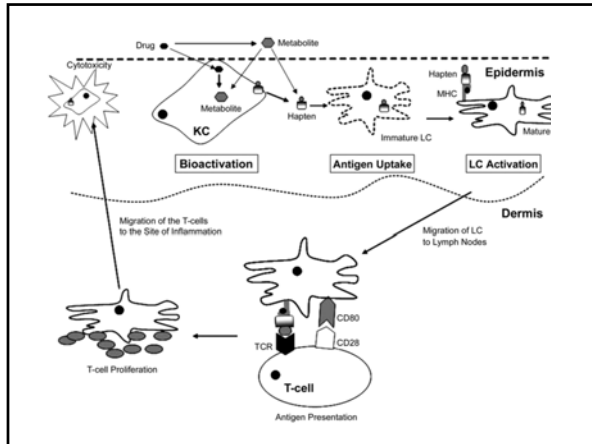 Drug
Metabolite
Cytotoxicity
Epidermis
Hapten
MHC
Metabolite
KC
Hapten
Immature LC
Mature
Bioactivation
Antigen Uptake
LC Activation
Dermis
Migration of the T-cells
to the Site of Inflammation
Migration of LC
to Lymph Nodes
CD80
TCR
CD28
T-cell Proliferation
T-cell
Antigen Presentation